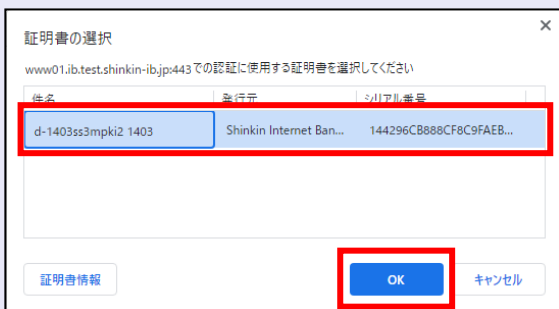 証明書の選択
www01.ib.test.shinkin-ib.jp:443での認証に使用する証明書を選択してください
件名 発行元 シリアル番号
d-1403ss3mpki2 1403 Shinkin Internet Ban... 144296CB888CF8C9FAEB...
証明書情報 OK キャンセル